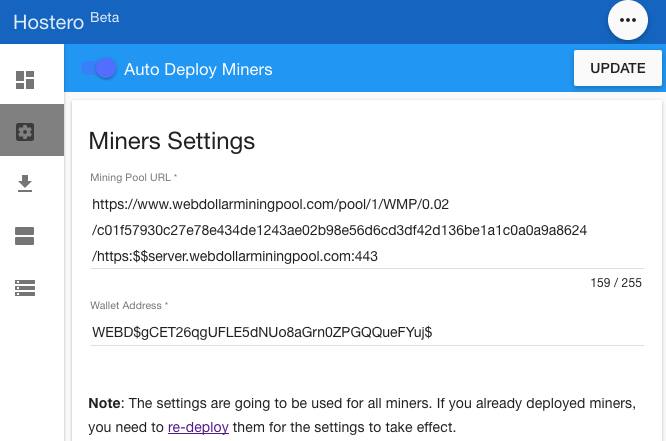 Hostero Beta
Auto Deploy Miners
UPDATE
Miners Settings
Mining Pool URL *
https://www.webdollarminingpool.com/pool/1/WMP/0.02
/c01f57930c27e78e434de1243ae02b98e56d6cd3df42d136be1a1c0a0a9a8624
/https:$$server.webdollarminingpool.com:443
159 / 255
Wallet Address *
WEBD$gCET26qgUFLE5dNUo8aGrn0ZPGQQueFYuj$
Note: The settings are going to be used for all miners. If you already deployed miners,
you need to re-deploy them for the settings to take effect.